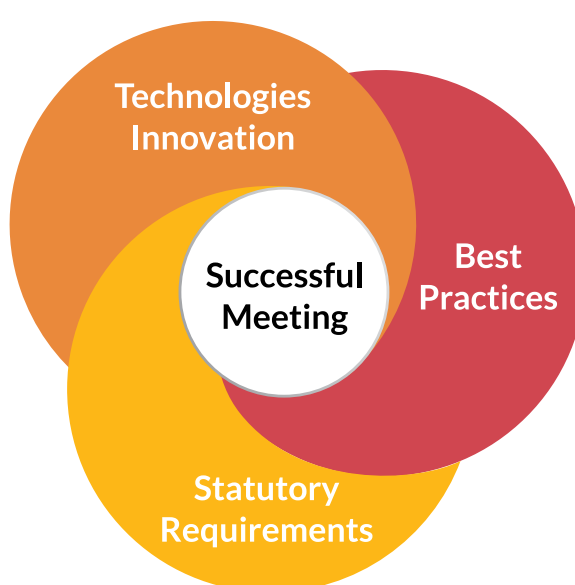 Technologies
Innovation
Best
Practices
Successful
Meeting
Statutory
Requirements